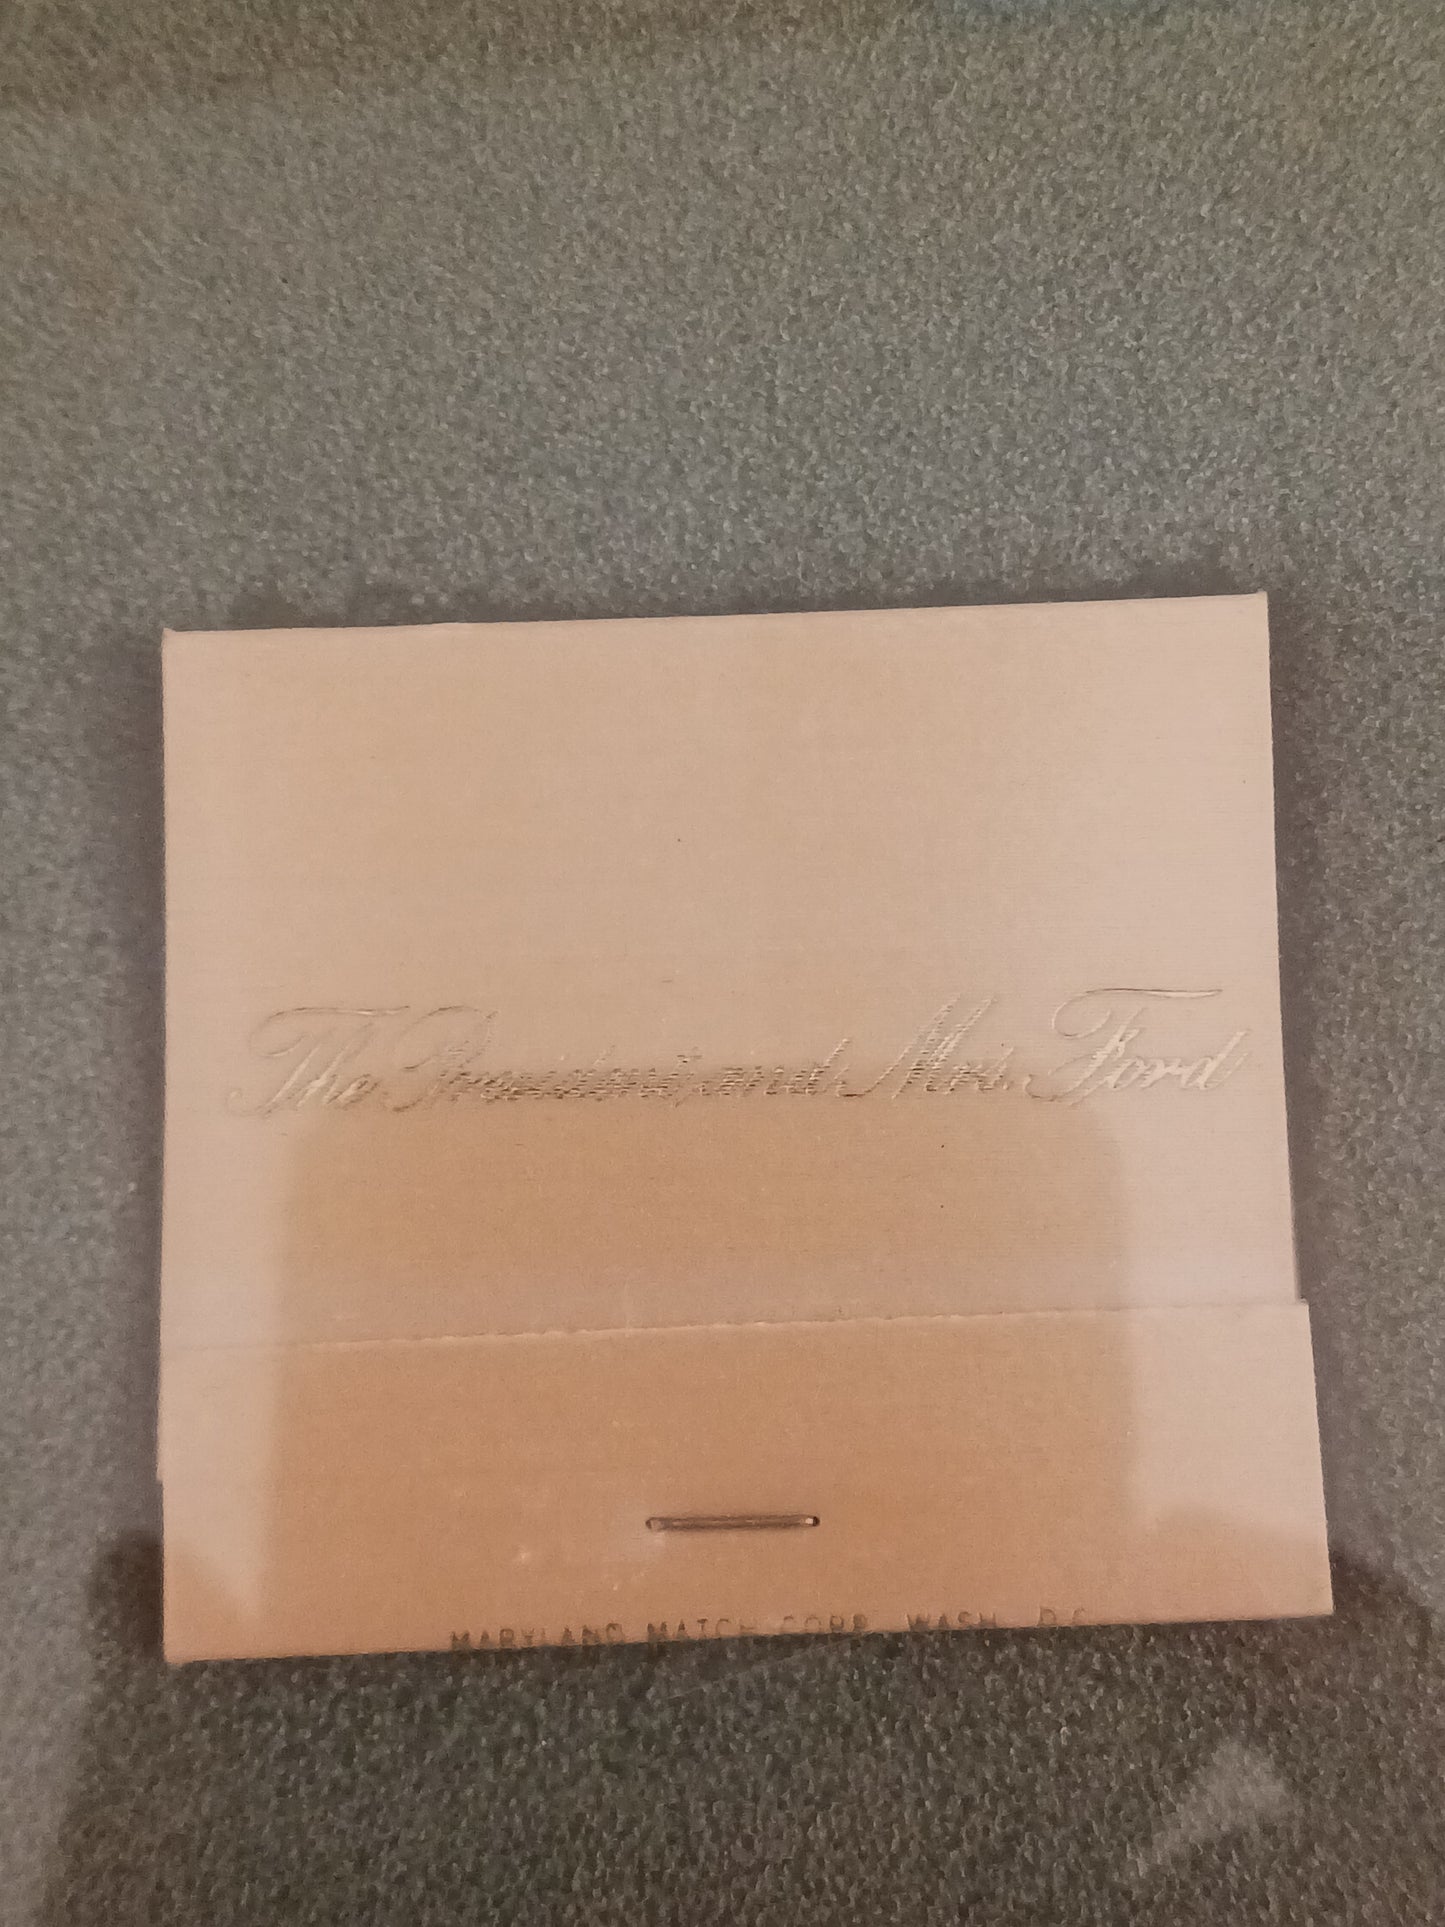 The President and Mrs. Ford
MARYLAND MATCH CORP. WASH. D.C.